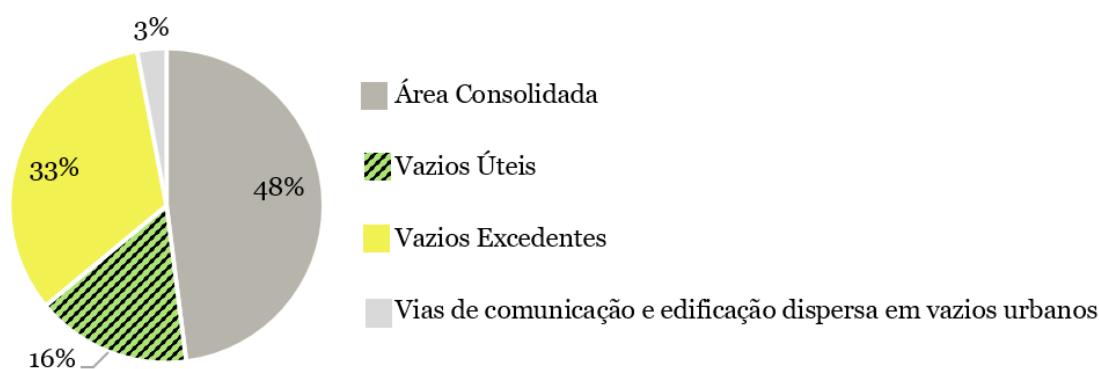 3%
33%
48%
16%
Área Consolidada
Vazios Úteis
Vazios Excedentes
Vias de comunicação e edificação dispersa em vazios urbanos